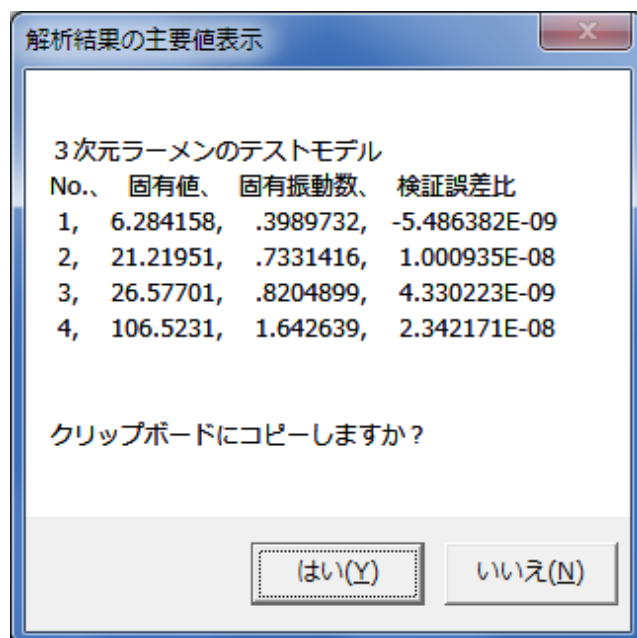 解析結果の主要値表示
３次元ラーメンのテストモデル
No.、 固有値、 固有振動数、 検証誤差比
1, 6.284158, .3989732, -5.486382E-09
2, 21.21951, .7331416, 1.000935E-08
3, 26.57701, .8204899, 4.330223E-09
4, 106.5231, 1.642639, 2.342171E-08
クリップボードにコピーしますか？
はい(Y) いいえ(N)